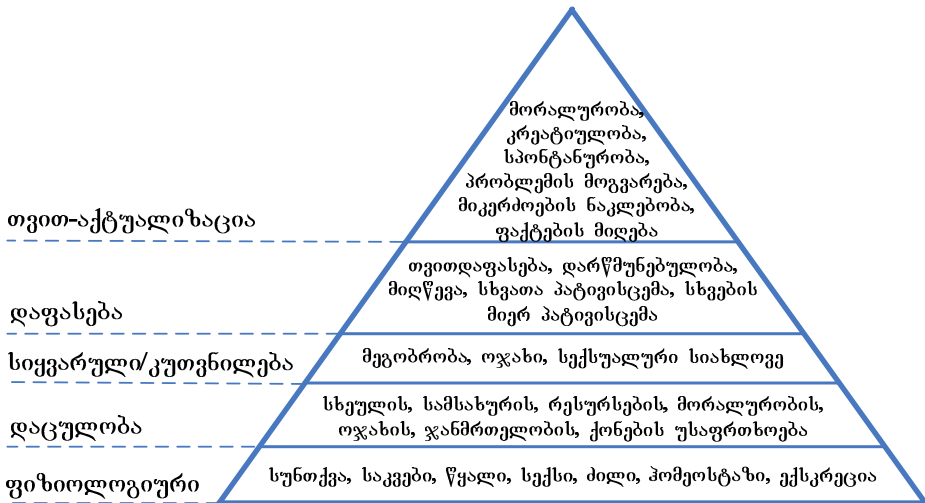 მორალურობა,
კრეატიულობა,
სპონტანურობა,
პრობლემის მოგვარება,
მიკერძოების ნაკლებობა,
ფაქტების მიღება
თვით-აქტუალიზაცია
თვითდაფასება, დარწმუნებულობა,
მიღწევა, სხვათა პატივისცემა, სხვების
მიერ პატივისცემა
დაფასება
მეგობრობა, ოჯახი, სექსუალური სიახლოვე
სიყვარული/კუთვნილება
სხეულის, სამსახურის, რესურსების, მორალურობის,
ოჯახის, ჯანმრთელობის, ქონების უსაფრთხოება
დაცულობა
სუნთქვა, საკვები, წყალი, სექსი, ძილი, ჰომეოსტაზი, ექსკრეცია
ფიზიოლოგიური